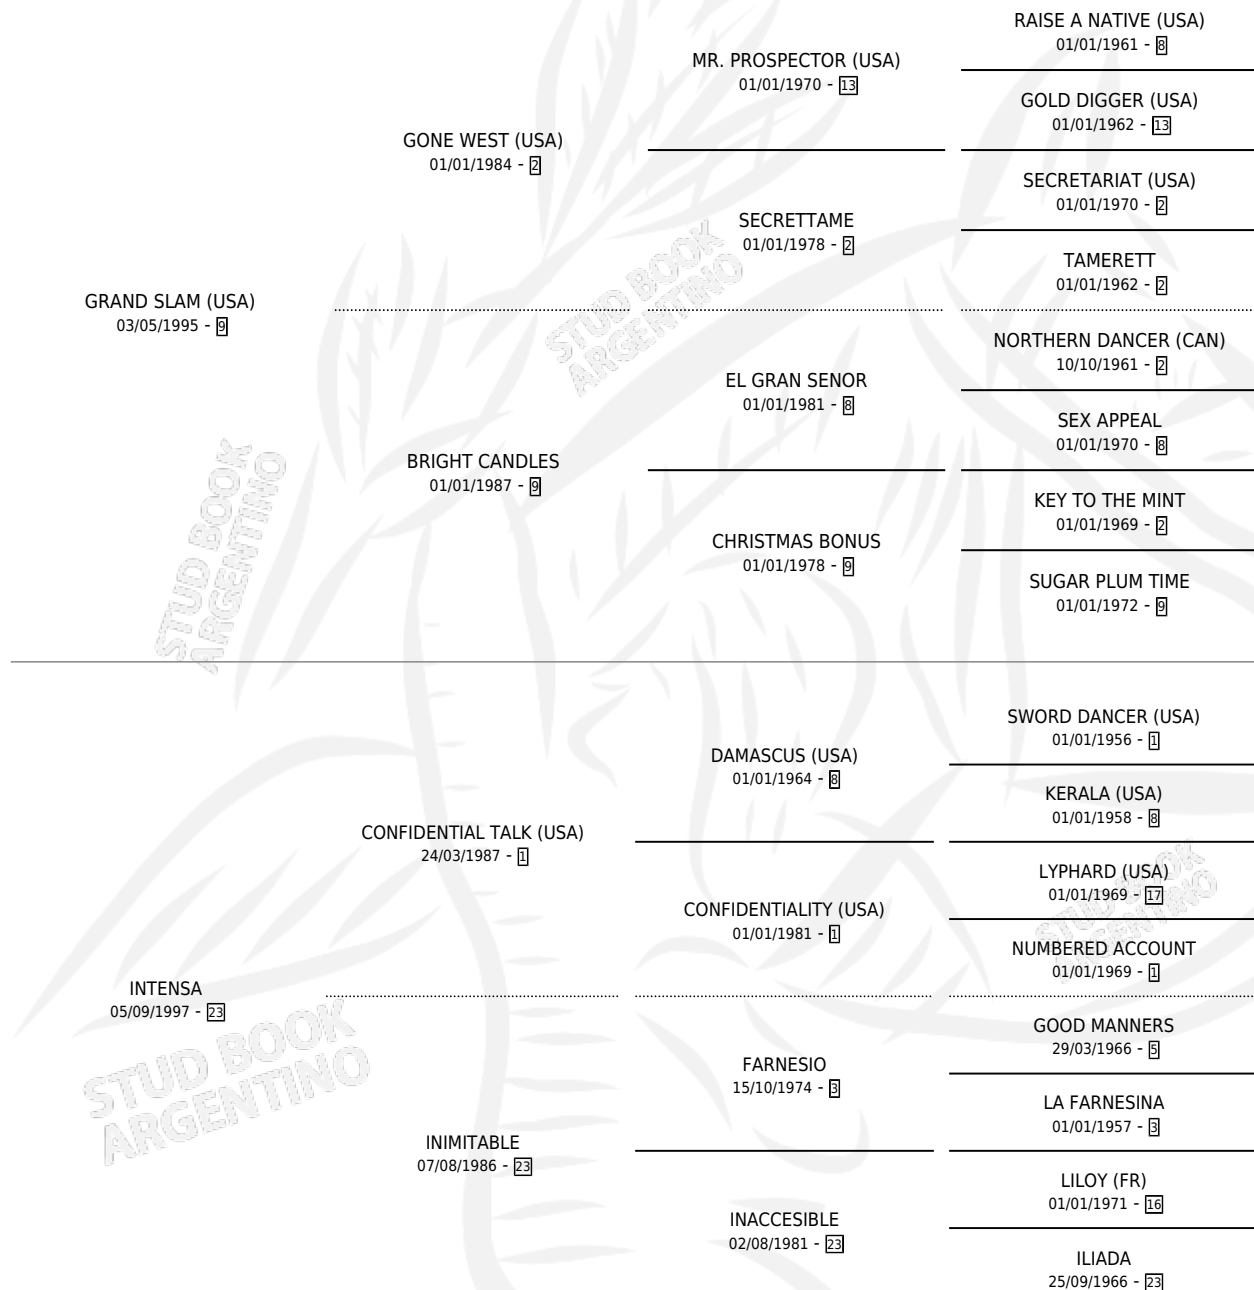 RAISE A NATIVE (USA)
01/01/1961 - 8
MR. PROSPECTOR (USA)
01/01/1970 - 13
GOLD DIGGER (USA)
01/01/1962 - 13
GONE WEST (USA)
01/01/1984 - 2
SECRETARIAT (USA)
01/01/1970 - 2
SECRETTAME
01/01/1978 - 2
TAMERETT
01/01/1962 - 2
GRAND SLAM (USA)
03/05/1995 - 9
NORTHERN DANCER (CAN)
10/10/1961 - 2
EL GRAN SENOR
01/01/1981 - 8
SEX APPEAL
01/01/1970 - 8
BRIGHT CANDLES
01/01/1987 - 9
KEY TO THE MINT
01/01/1969 - 2
CHRISTMAS BONUS
01/01/1978 - 9
SUGAR PLUM TIME
01/01/1972 - 9
STUD BOOK
ARGENTINO
STUD BOOK
ARGENTINO
SWORD DANCER (USA)
01/01/1956 - 1
DAMASCUS (USA)
01/01/1964 - 8
KERALA (USA)
01/01/1958 - 8
CONFIDENTIAL TALK (USA)
24/03/1987 - 1
LYPHARD (USA)
01/01/1969 - 17
CONFIDENTIALITY (USA)
01/01/1981 - 1
NUMBERED ACCOUNT
01/01/1969 - 1
INTENSA
05/09/1997 - 23
GOOD MANNERS
29/03/1966 - 5
FARNESIO
15/10/1974 - 3
LA FARNESINA
01/01/1957 - 3
INIMITABLE
07/08/1986 - 23
LILOY (FR)
01/01/1971 - 16
INACCESIBLE
02/08/1981 - 23
ILIADA
25/09/1966 - 23
STUD BOOK
ARGENTINO
STUD BOOK
ARGENTINO